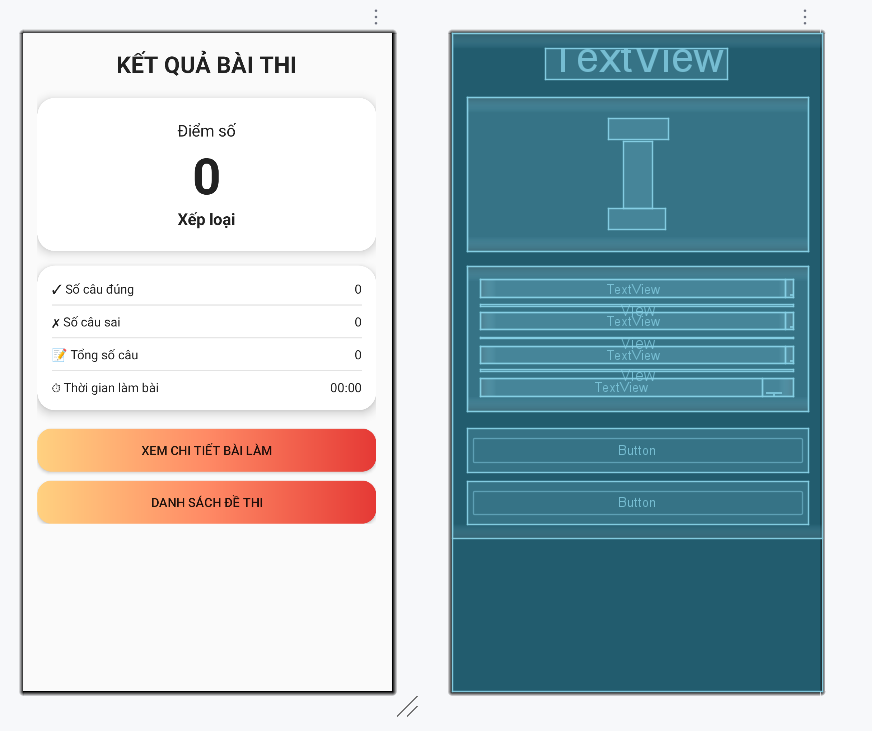 KẾT QUẢ BÀI THI
Điểm số
0
Xếp loại
✓ Số câu đúng 0
✗ Số câu sai 0
📝 Tổng số câu 0
⏱ Thời gian làm bài 00:00
XEM CHI TIẾT BÀI LÀM
DANH SÁCH ĐỀ THI
TextView
TextView
View
TextView
View
TextView
View
TextView
Button
Button